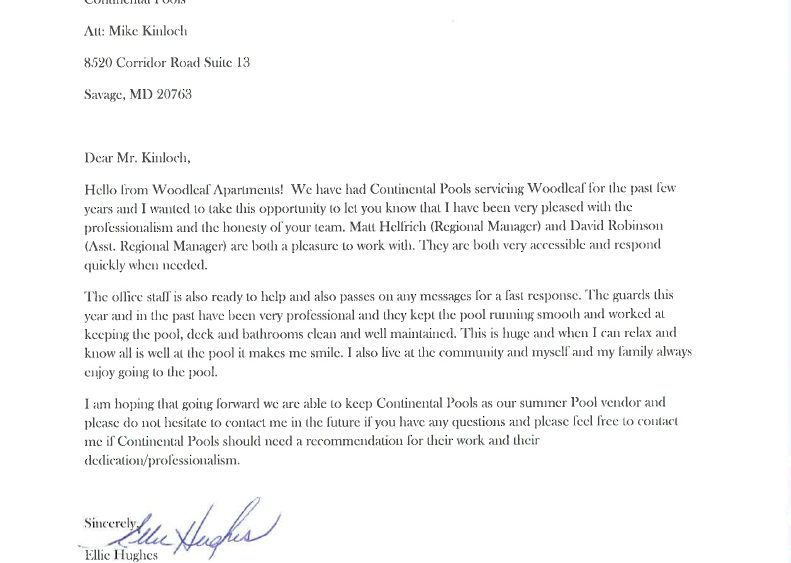 Continental Pools
Att: Mike Kinloch
8520 Corridor Road Suite 13
Savage, MD 20763
Dear Mr. Kinloch,
Hello from Woodleaf Apartments!  We have had Continental Pools servicing Woodleaf for the past few
years and I wanted to take this opportunity to let you know that I have been very pleased with the
professionalism and the honesty of your team. Matt Helfrich (Regional Manager) and David Robinson
(Asst. Regional Manager) are both a pleasure to work with. They are both very accessible and respond
quickly when needed.
The office staff is also ready to help and also passes on any messages for a fast response. The guards this
year and in the past have been very professional and they kept the pool running smooth and worked at
keeping the pool, deck and bathrooms clean and well maintained. This is huge and when I can relax and
know all is well at the pool it makes me smile. I also live at the community and myself and my family always
enjoy going to the pool.
I am hoping that going forward we are able to keep Continental Pools as our summer Pool vendor and
please do not hesitate to contact me in the future if you have any questions and please feel free to contact
me if Continental Pools should need a recommendation for their work and their
dedication/professionalism.
Sincerely,
Ellie Hughes
Ellie Hughes